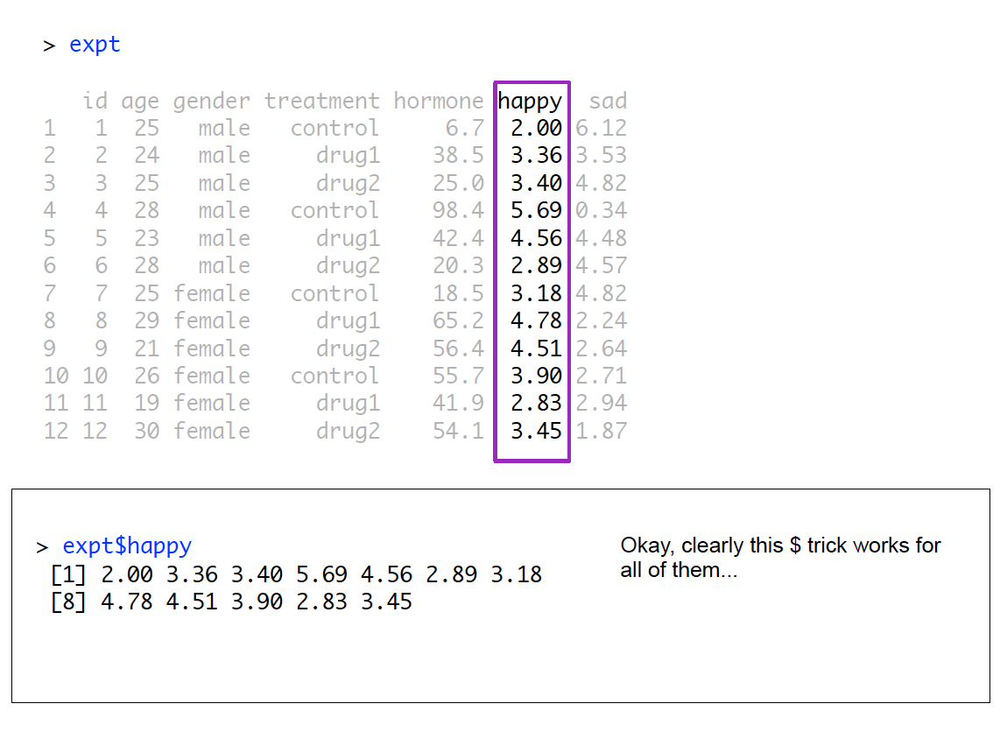 > expt
id age gender treatment hormone happy sad
1 1 25 male control 6.7 2.00 6.12
2 2 24 male drug1 38.5 3.36 3.53
3 3 25 male drug2 25.0 3.40 4.82
4 4 28 male control 98.4 5.69 0.34
5 5 23 male drug1 42.4 4.56 4.48
6 6 28 male drug2 20.3 2.89 4.57
7 7 25 female control 18.5 3.18 4.82
8 8 29 female drug1 65.2 4.78 2.24
9 9 21 female drug2 56.4 4.51 2.64
10 10 26 female control 55.7 3.90 2.71
11 11 19 female drug1 41.9 2.83 2.94
12 12 30 female drug2 54.1 3.45 1.87
> expt$happy
[1] 2.00 3.36 3.40 5.69 4.56 2.89 3.18
[8] 4.78 4.51 3.90 2.83 3.45
Okay, clearly this $ trick works for
all of them...